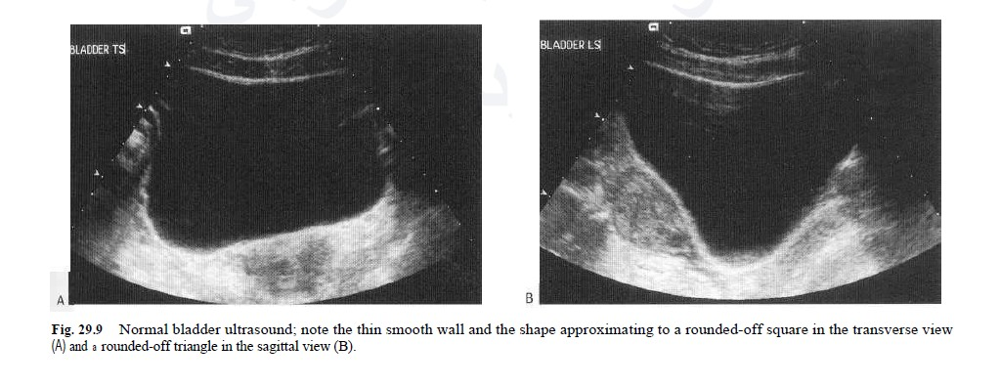 BLADDER TS
BLADDER LS
A
B
Fig. 29.9 Normal bladder ultrasound; note the thin smooth wall and the shape approximating to a rounded-off square in the transverse view
(A) and a rounded-off triangle in the sagittal view (B).